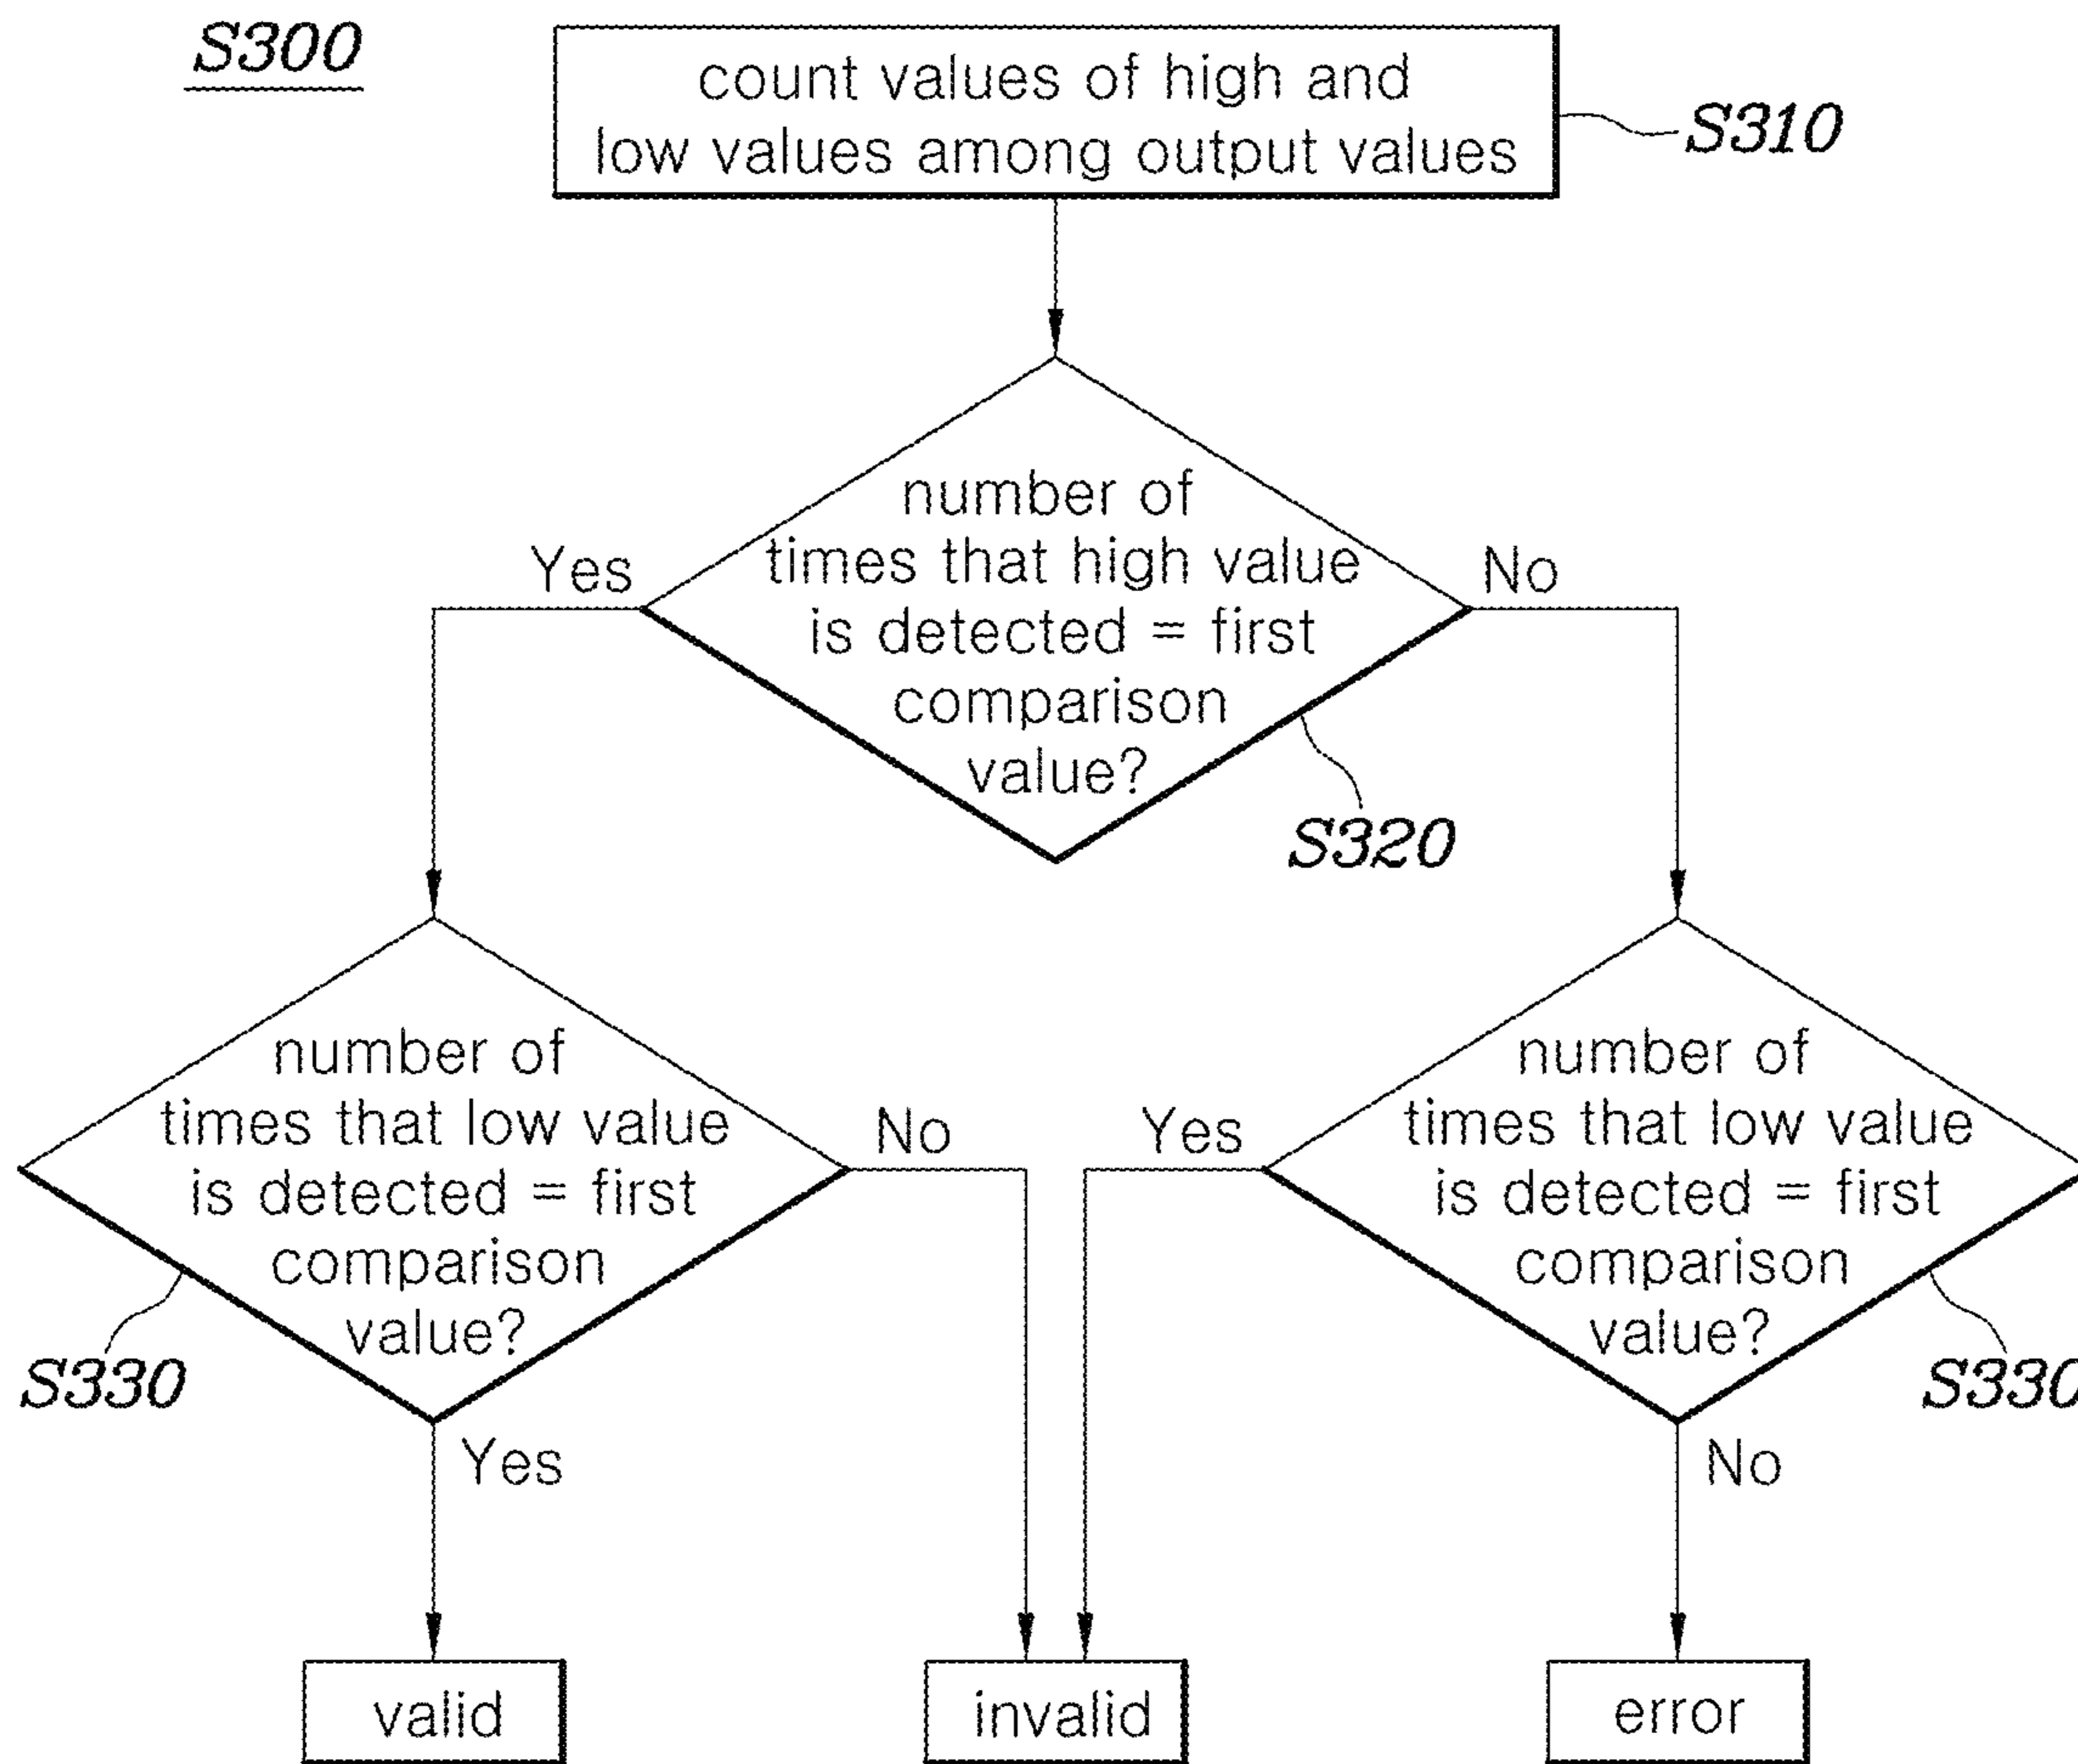 S300
count values of high and
low values among output values
S310
number of
times that high value
is detected = first
comparison
value?
Yes
No
S320
number of
times that low value
is detected = first
comparison
value?
No
S330
Yes
number of
times that low value
is detected = first
comparison
value?
Yes
S330
No
valid
invalid
error